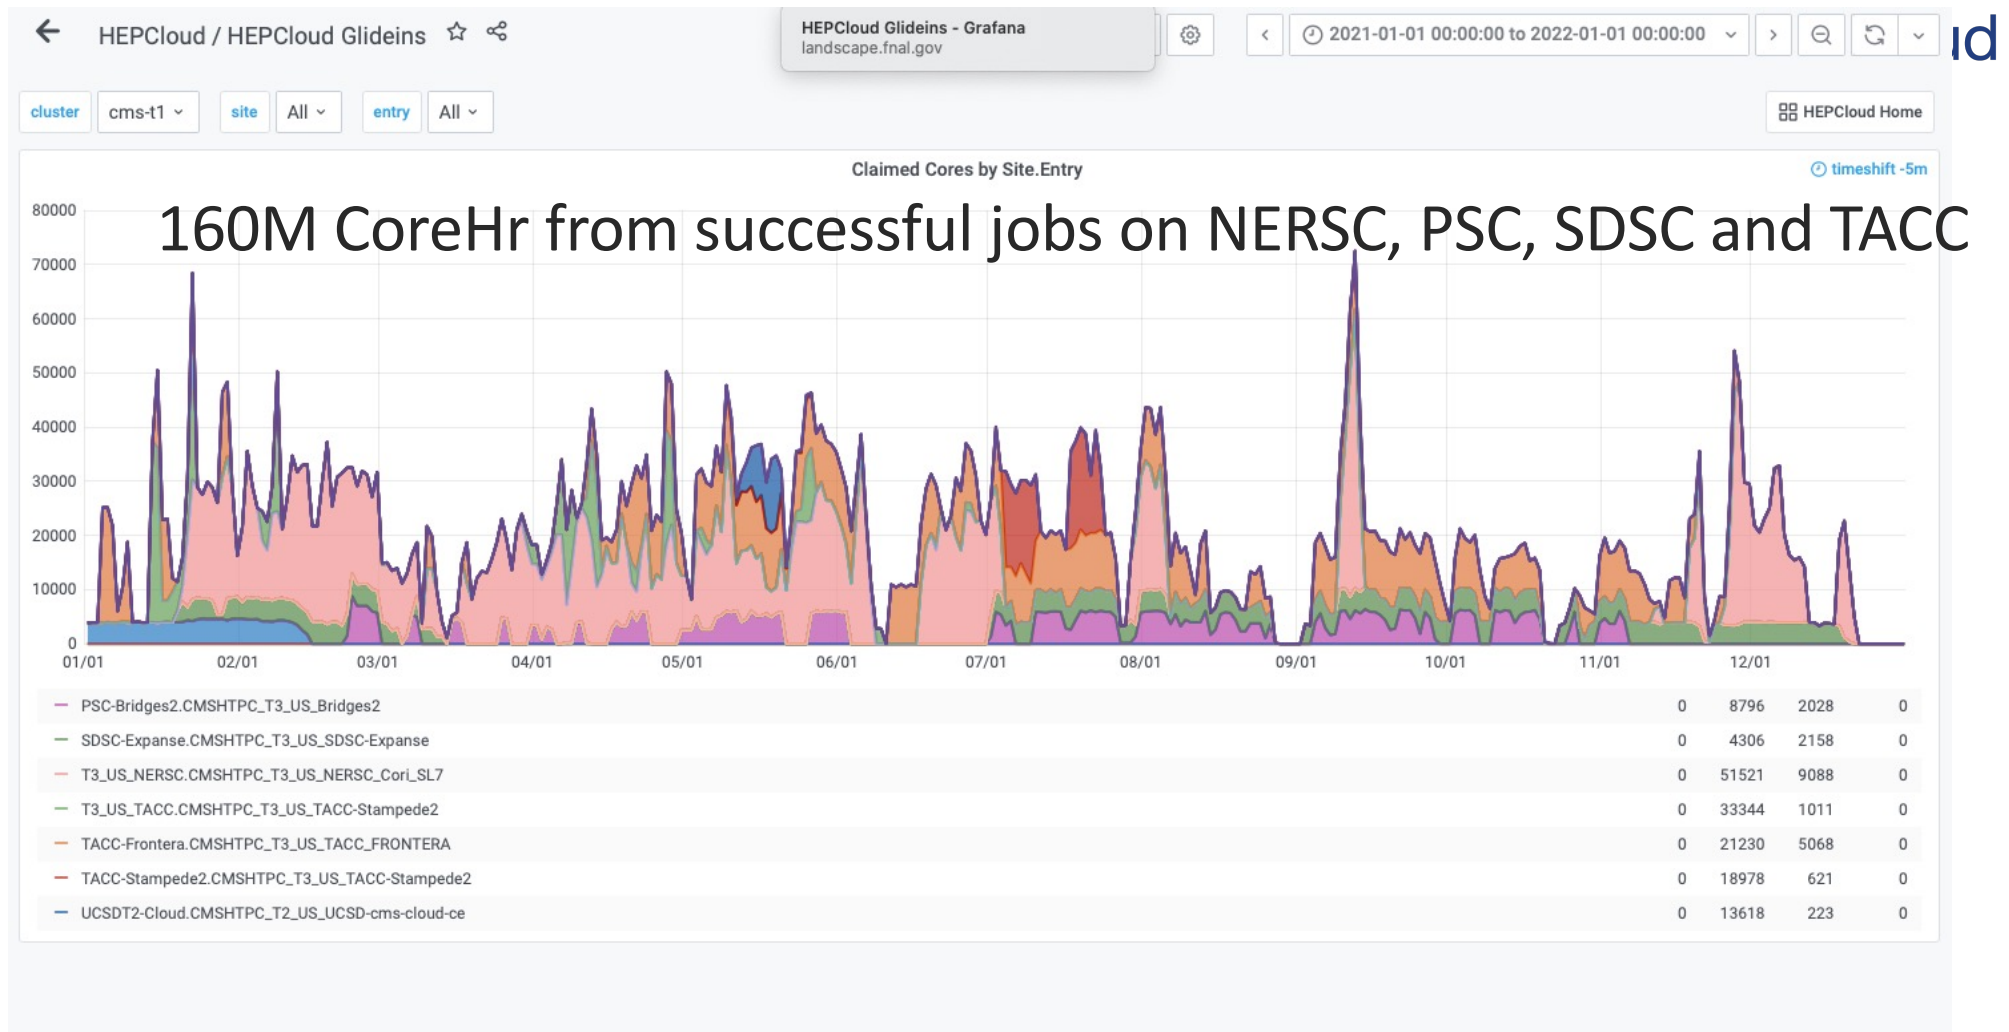 HEPCloud / HEPCloud Glideins
HEPCloud Glideins - Grafana
landscape.fnal.gov
2021-01-01 00:00:00 to 2022-01-01 00:00:00
ud
cluster cms-t1 site All entry All
HEPCloud Home
Claimed Cores by Site.Entry
timeshift -5m
160M CoreHr from successful jobs on NERSC, PSC, SDSC and TACC
80000
70000
60000
50000
40000
30000
20000
10000
0
01/01 02/01 03/01 04/01 05/01 06/01 07/01 08/01 09/01 10/01 11/01 12/01
PSC-Bridges2.CMSHTPC_T3_US_Bridges2 0 8796 2028 0
SDSC-Expanse.CMSHTPC_T3_US_SDSC-Expanse 0 4306 2158 0
T3_US_NERSC.CMSHTPC_T3_US_NERSC_Cori_SL7 0 51521 9088 0
T3_US_TACC.CMSHTPC_T3_US_TACC-Stampede2 0 33344 1011 0
TACC-Frontera.CMSHTPC_T3_US_TACC_FRONTERA 0 21230 5068 0
TACC-Stampede2.CMSHTPC_T3_US_TACC-Stampede2 0 18978 621 0
UCSDT2-Cloud.CMSHTPC_T2_US_UCSD-cms-cloud-ce 0 13618 223 0